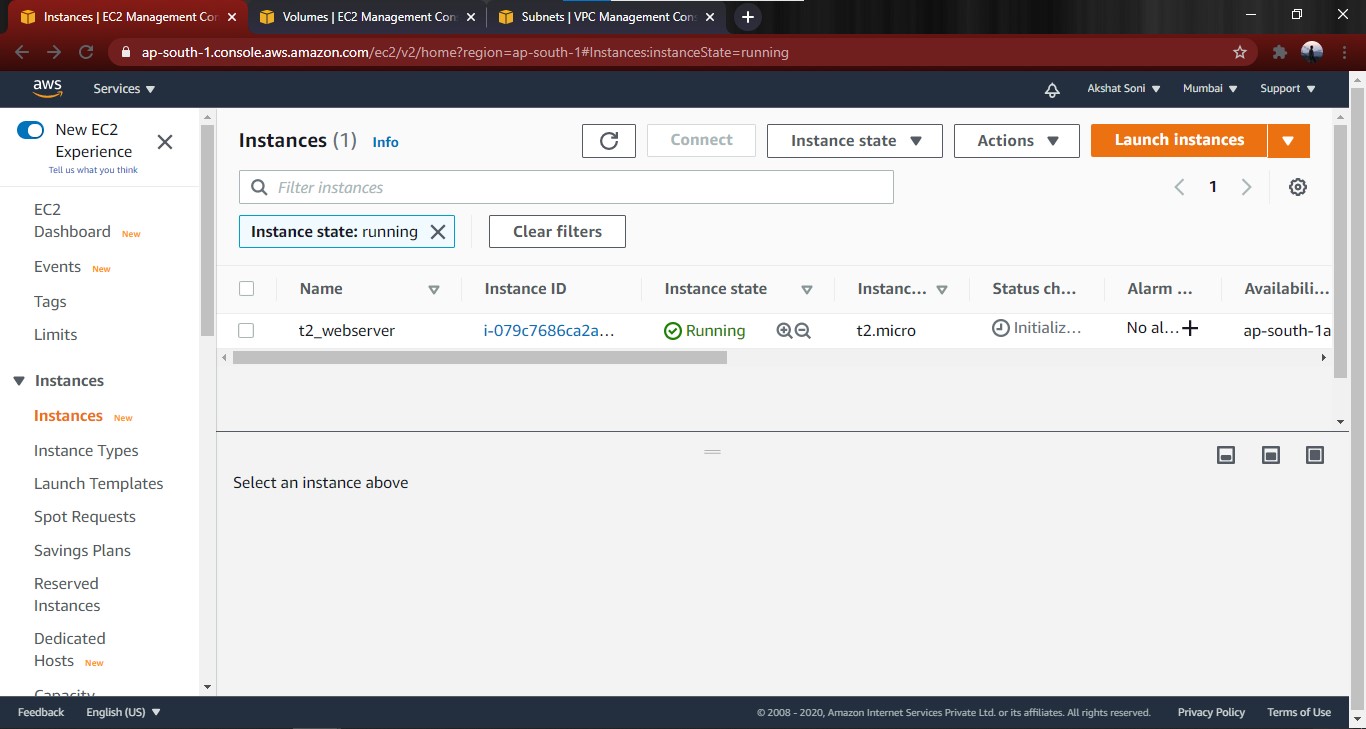 Instances | EC2 Management Con
Volumes | EC2 Management Con
Subnets | VPC Management Cons
ap-south-1.console.aws.amazon.com/ec2/v2/home?region=ap-south-1#Instances:instanceState=running
aws
Services
Akshat Soni
Mumbai
Support
New EC2
Experience
Tell us what you think
EC2
Dashboard New
Events New
Tags
Limits
Instances
Instances New
Instance Types
Launch Templates
Spot Requests
Savings Plans
Reserved
Instances
Dedicated
Hosts New
Capacity
Instances (1) Info
Connect
Instance state
Actions
Launch instances
Filter instances
1
Instance state: running
Clear filters
Name Instance ID Instance state Instanc... Status ch... Alarm ... Availabili...
t2_webserver i-079c7686ca2a... Running t2.micro Initializ... No al... ap-south-1a
Select an instance above
Feedback English (US) © 2008 - 2020, Amazon Internet Services Private Ltd. or its affiliates. All rights reserved. Privacy Policy Terms of Use